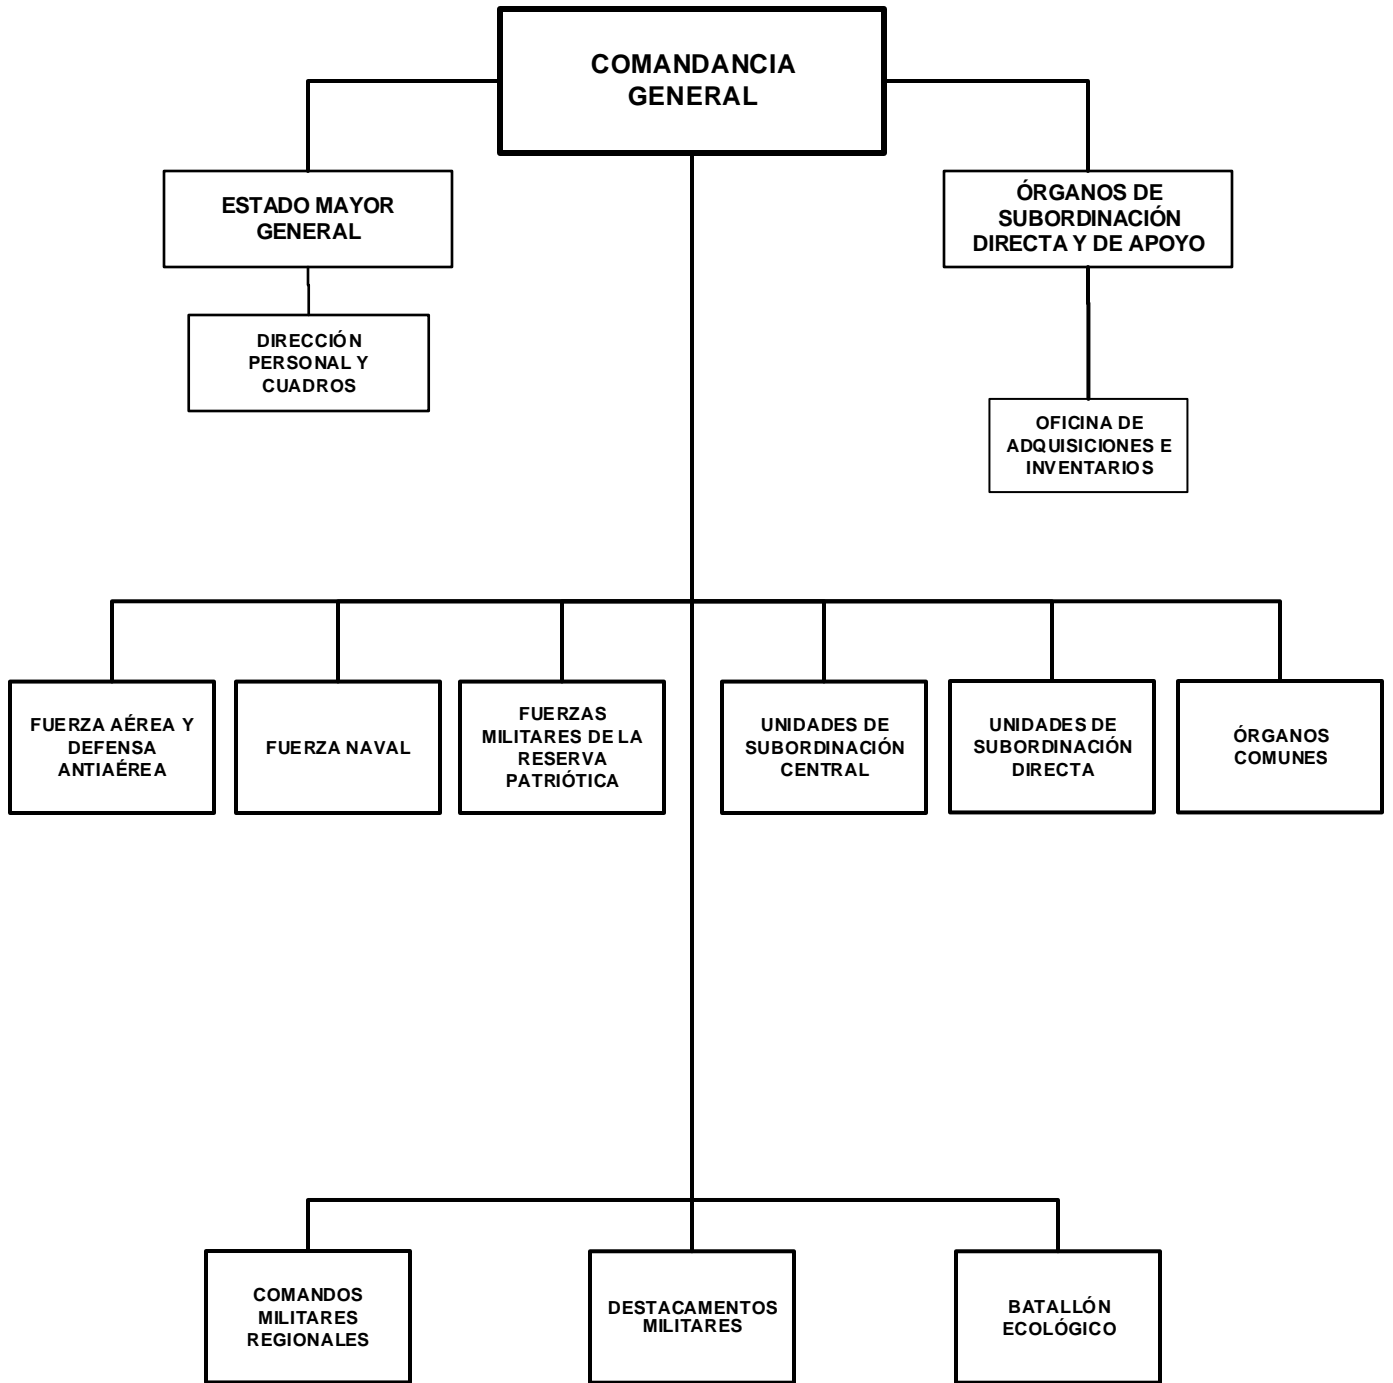 COMANDANCIA
GENERAL
ESTADO MAYOR
GENERAL
ÓRGANOS DE
SUBORDINACIÓN
DIRECTA Y DE APOYO
DIRECCIÓN
PERSONAL Y
CUADROS
OFICINA DE
ADQUISICIONES E
INVENTARIOS
FUERZA AÉREA Y
DEFENSA
ANTIAÉREA
FUERZA NAVAL
FUERZAS
MILITARES DE LA
RESERVA
PATRIÓTICA
UNIDADES DE
SUBORDINACIÓN
CENTRAL
UNIDADES DE
SUBORDINACIÓN
DIRECTA
ÓRGANOS
COMUNES
COMANDOS
MILITARES
REGIONALES
DESTACAMENTOS
MILITARES
BATALLÓN
ECOLÓGICO